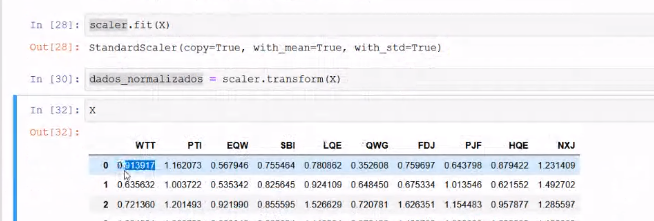 In [28]: scaler.fit(X)
Out[28]: StandardScaler(copy=True, with_mean=True, with_std=True)
In [30]: dados_normalizados = scaler.transform(X)
In [32]: X
Out[32]:
WTT PTI EQW SBI LQE QWG FDJ PJF HQE NXJ
0 0.913917 1.162073 0.567946 0.755464 0.780862 0.352608 0.759697 0.643798 0.879422 1.231409
1 0.635632 1.003722 0.535342 0.825645 0.924109 0.648450 0.675334 1.013546 0.621552 1.492702
2 0.721360 1.201493 0.921990 0.855595 1.526629 0.720781 1.626351 1.154483 0.957877 1.285597